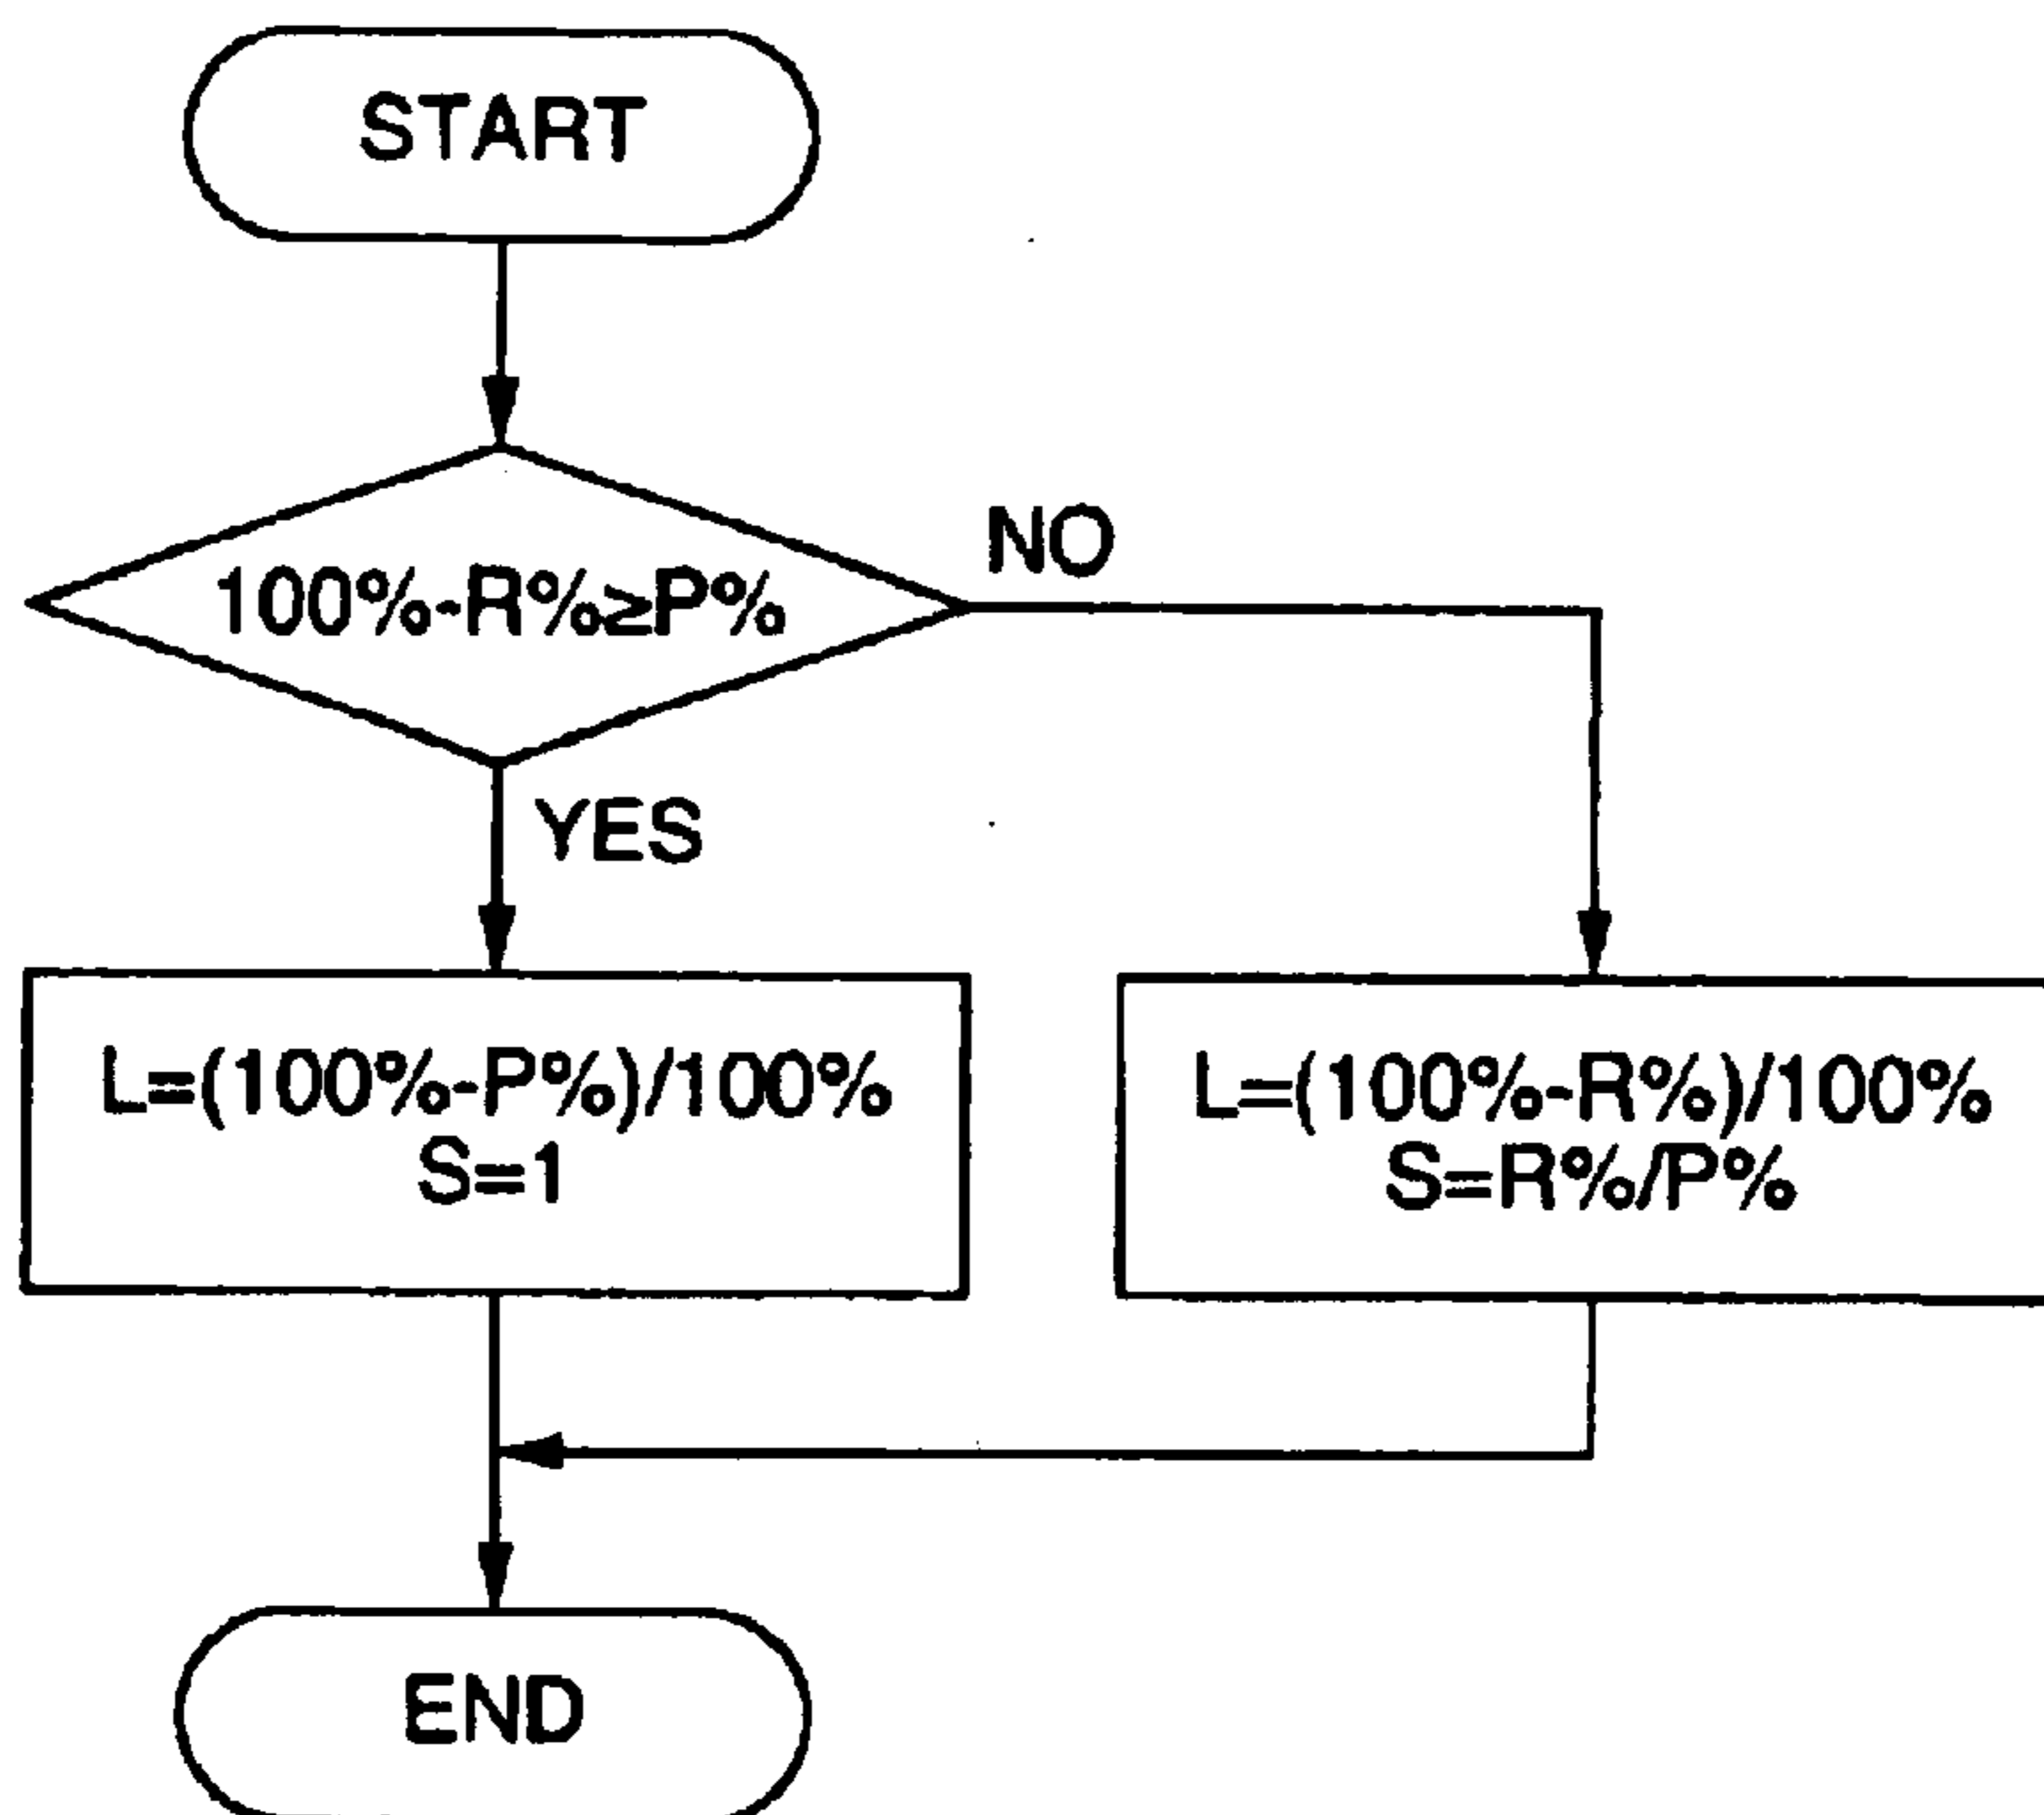 START
100%-R%≥P%
NO
YES
L=(100%-P%)/100%
S=1
L=(100%-R%)/100%
S=R%/P%
END